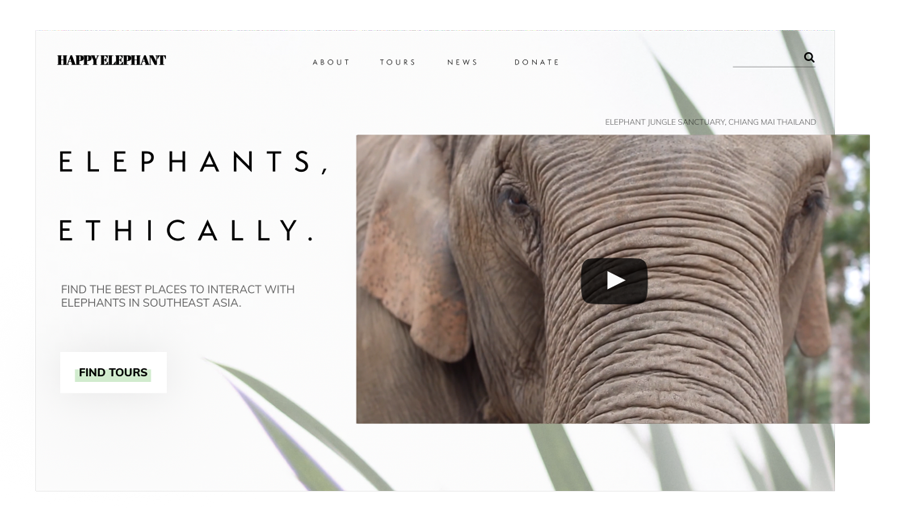 HAPPY ELEPHANT
ABOUT TOURS NEWS DONATE
ELEPHANT JUNGLE SANCTUARY, CHIANG MAI THAILAND
ELEPHANTS,
ETHICALLY.
FIND THE BEST PLACES TO INTERACT WITH
ELEPHANTS IN SOUTHEAST ASIA.
FIND TOURS